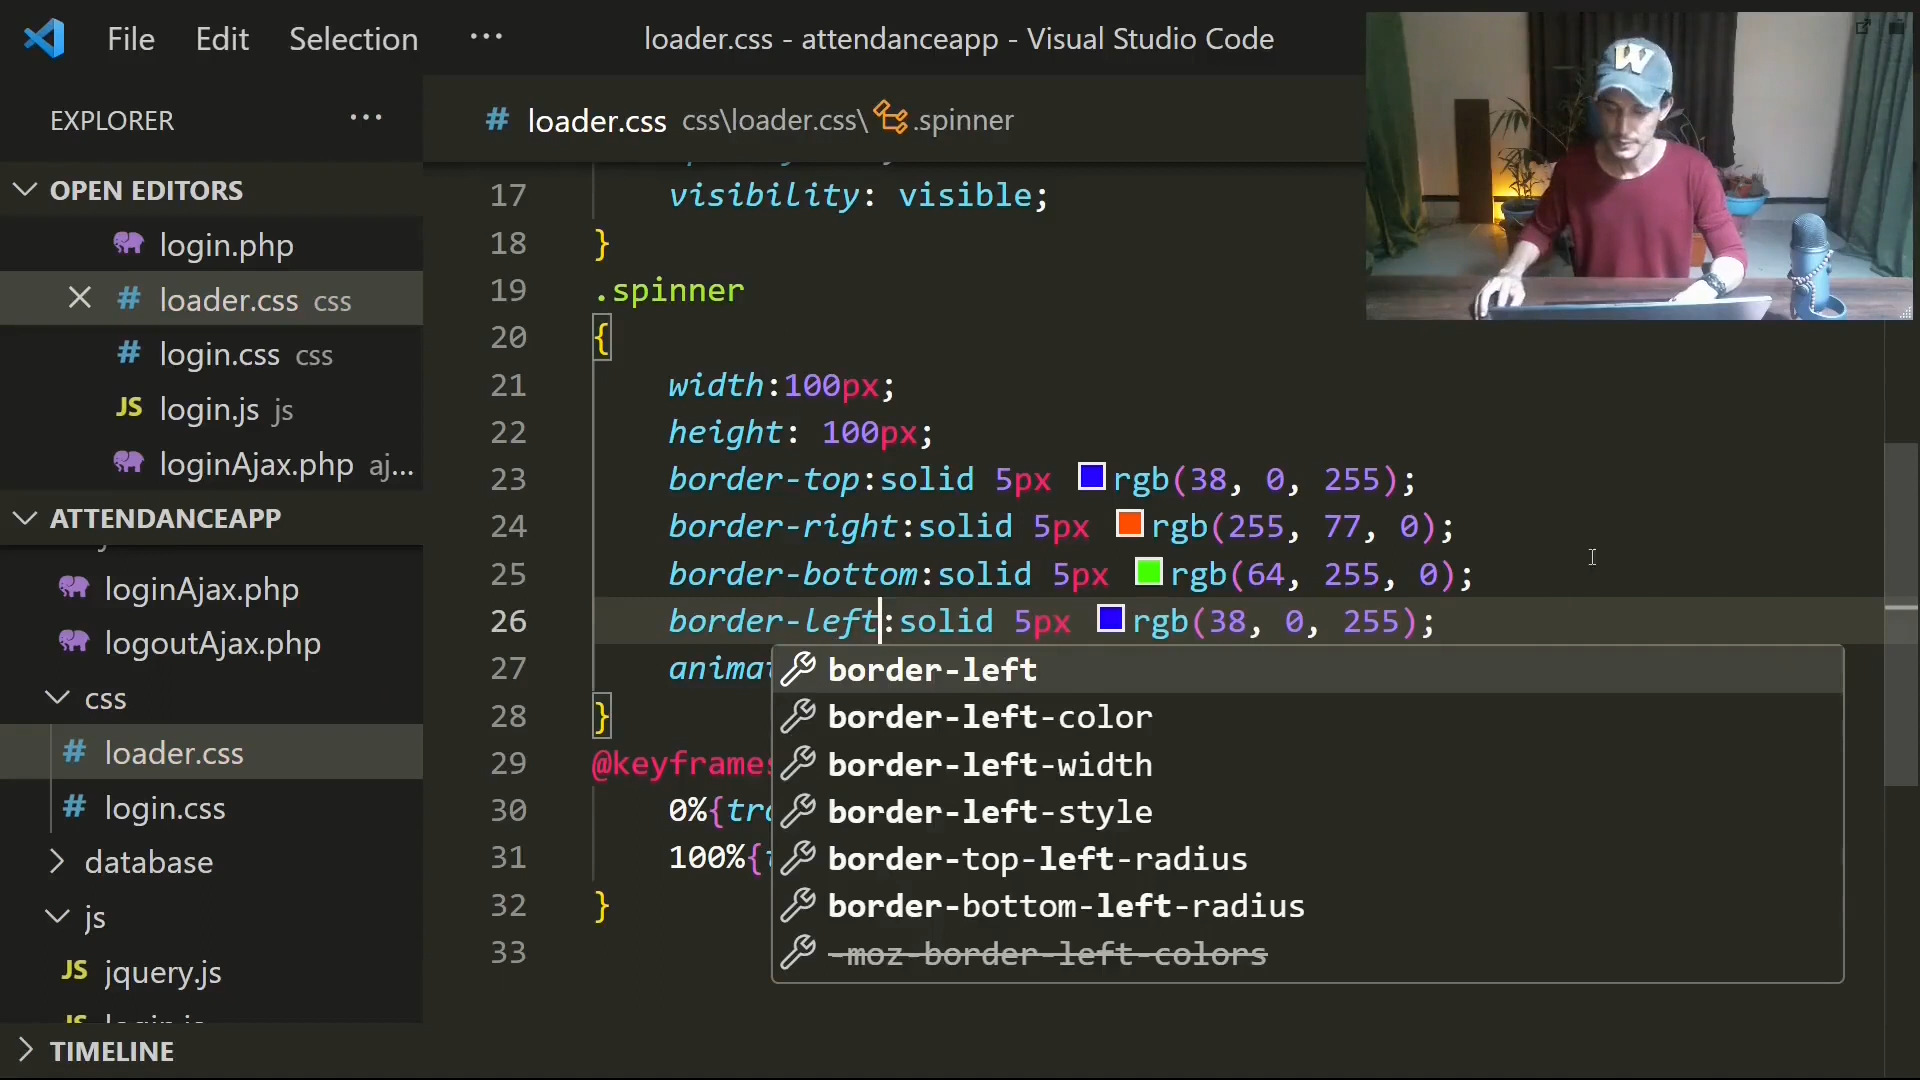 File Edit Selection ··· loader.css - attendanceapp - Visual Studio Code
EXPLORER ···
OPEN EDITORS
login.php
loader.css css
login.css css
JS login.js js
loginAjax.php aj...
ATTENDANCEAPP
loginAjax.php
logoutAjax.php
css
# loader.css
# login.css
database
js
JS jquery.js
TIMELINE
# loader.css css\loader.css\ .spinner
17 visibility: visible;
18 }
19 .spinner
20 {
21 width:100px;
22 height: 100px;
23 border-top:solid 5px rgb(38, 0, 255);
24 border-right:solid 5px rgb(255, 77, 0);
25 border-bottom:solid 5px rgb(64, 255, 0);
26 border-left:solid 5px rgb(38, 0, 255);
27
28 }
29 @keyframes
30 0%{
31 100%{
32 }
33
border-left
border-left-color
border-left-width
border-left-style
border-top-left-radius
border-bottom-left-radius
-moz-border-left-colors
W